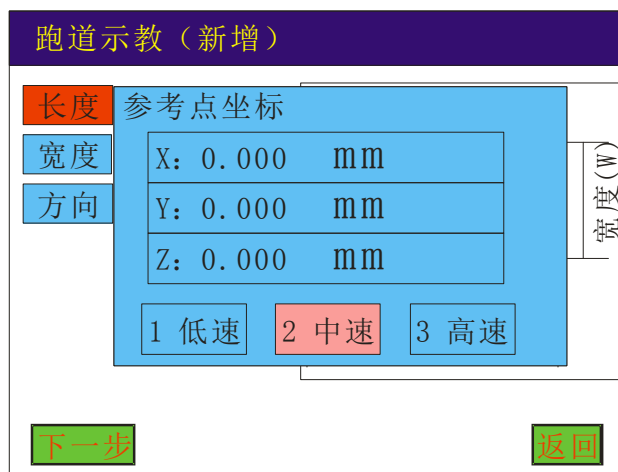 跑道示教（新增）
长度
宽度
方向
参考点坐标
X: 0.000 mm
Y: 0.000 mm
Z: 0.000 mm
1 低速
2 中速
3 高速
宽度(W)
下一步
返回